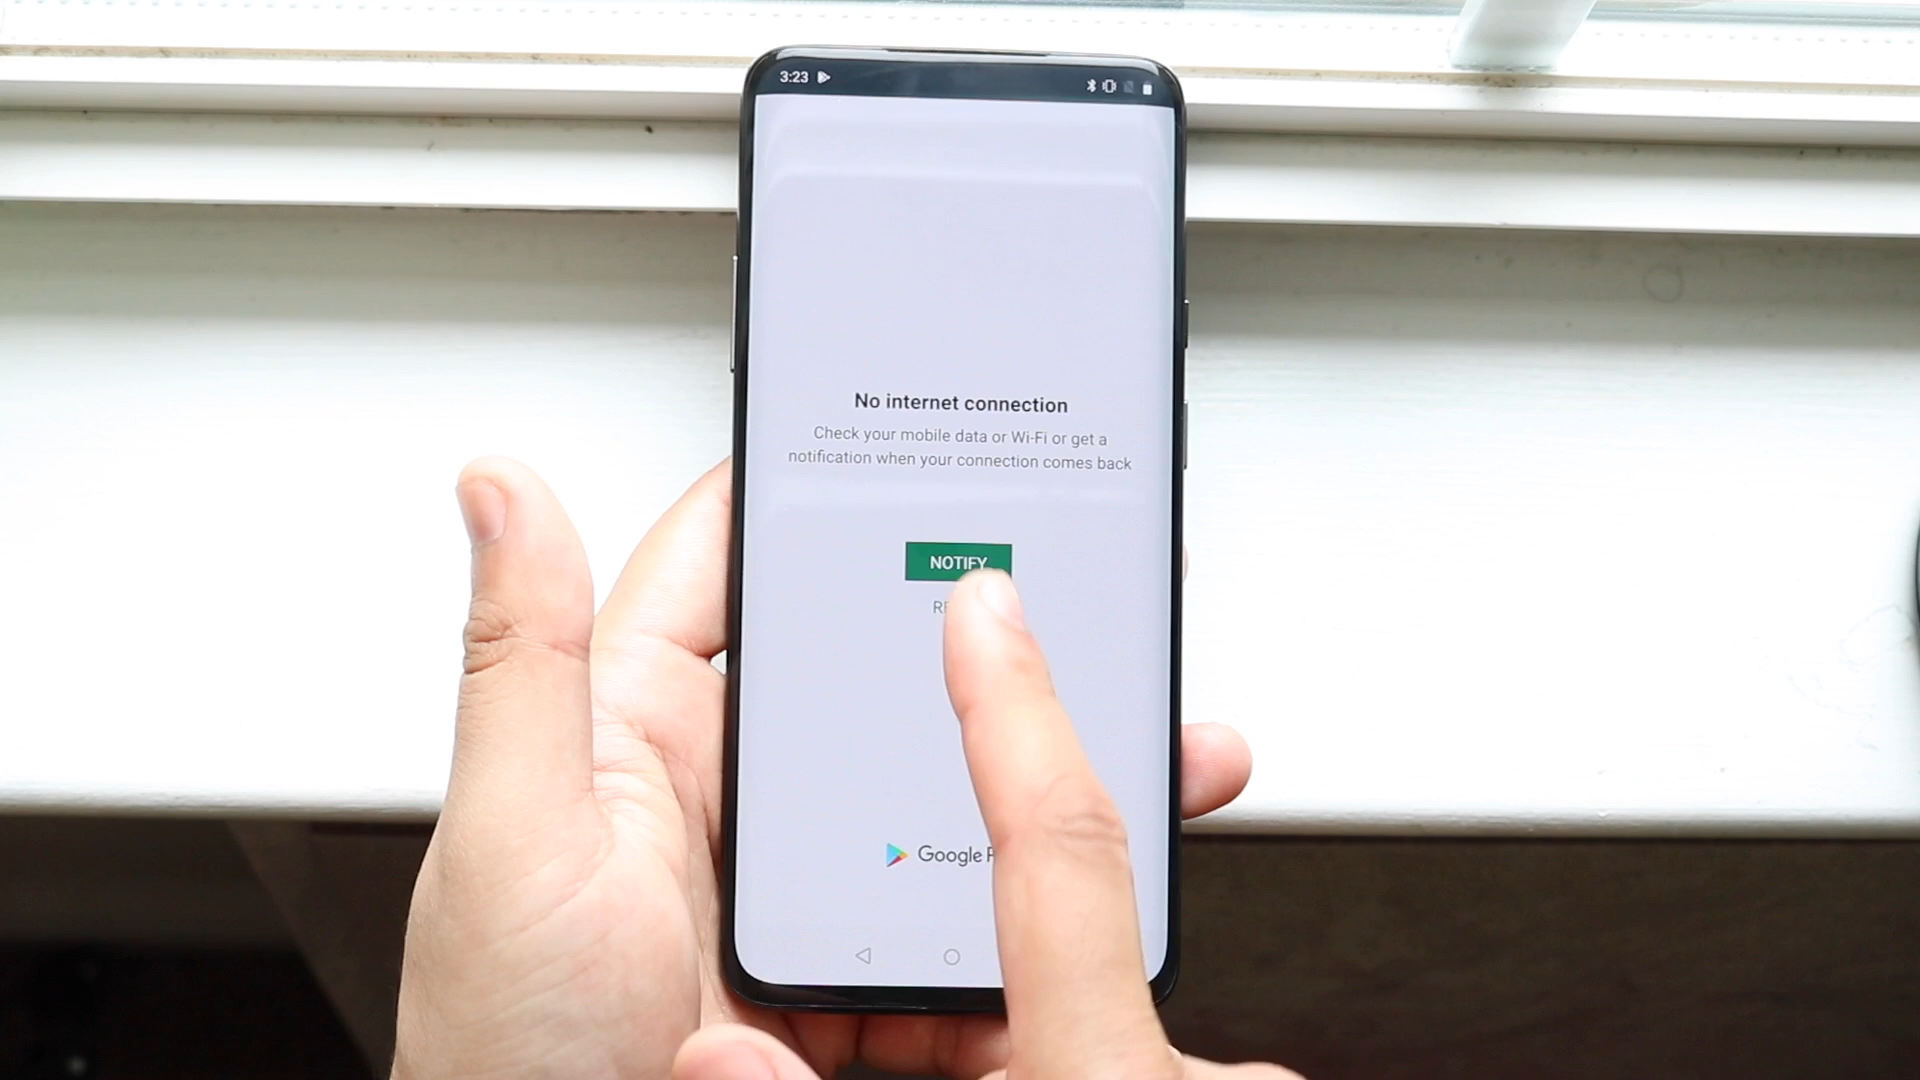 3:23
No internet connection
Check your mobile data or Wi-Fi or get a
notification when your connection comes back
NOTIFY
Google